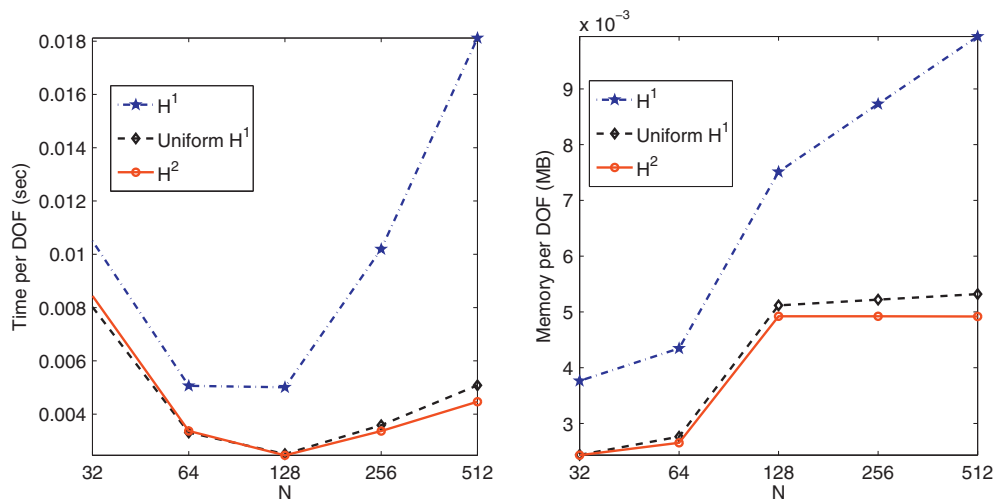 0.018
0.016
0.014
0.012
0.01
0.008
0.006
0.004
Time per DOF (sec)
H¹
Uniform H¹
H²
32 64 128 256 512
N
x 10⁻³
9
8
7
6
5
4
3
Memory per DOF (MB)
H¹
Uniform H¹
H²
32 64 128 256 512
N